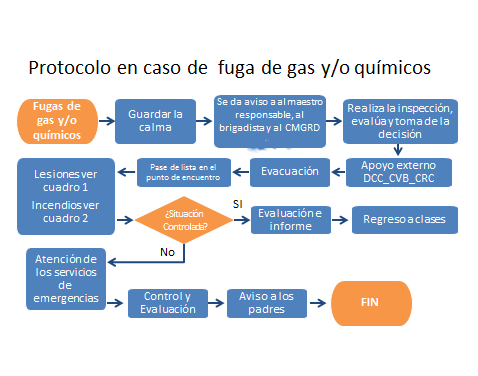 Protocolo en caso de fuga de gas y/o químicos
Fugas de
gas y/o
químicos
Guardar la
calma
Se da aviso a al maestro
responsable, al
brigadista y al CMGRD
Realiza la inspección,
evalúa y toma de la
decisión
Apoyo externo
DCC_CVB_CRC
Evacuación
Pase de lista en el
punto de encuentro
Lesiones ver
cuadro 1
Incendios ver
cuadro 2
¿Situación
Controlada?
SI
Evaluación e
informe
Regreso a clases
No
Atención de
los servicios
de
emergencias
Control y
Evaluación
Aviso a los
padres
FIN